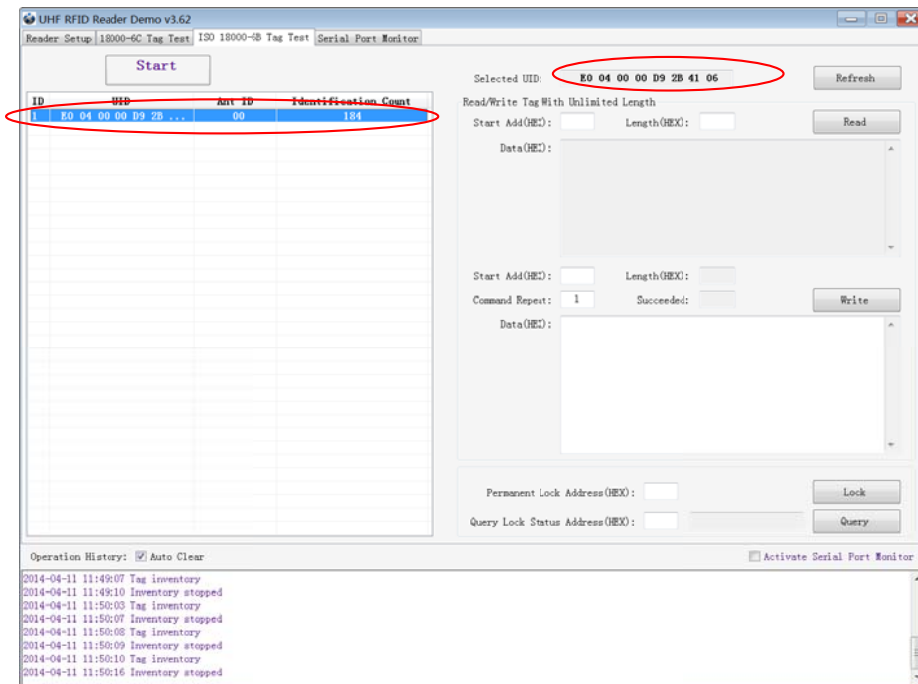 UHF RFID Reader Demo v3.62
Reader Setup 18000-6C Tag Test ISO 18000-6B Tag Test Serial Port Monitor
Start
ID UID Ant ID Identification Count
1 E0 04 00 00 D9 2B ... 00 184
Selected UID: E0 04 00 00 D9 2B 41 06 Refresh
Read/Write Tag With Unlimited Length
Start Add(HEX): Length(HEX): Read
Data(HEX):
Start Add(HEX): Length(HEX):
Command Repeat: 1 Succeeded: Write
Data(HEX):
Permanent Lock Address(HEX): Lock
Query Lock Status Address(HEX): Query
Operation History: Auto Clear Activate Serial Port Monitor
2014-04-11 11:49:07 Tag inventory
2014-04-11 11:49:10 Inventory stopped
2014-04-11 11:50:03 Tag inventory
2014-04-11 11:50:07 Inventory stopped
2014-04-11 11:50:08 Tag inventory
2014-04-11 11:50:09 Inventory stopped
2014-04-11 11:50:10 Tag inventory
2014-04-11 11:50:16 Inventory stopped